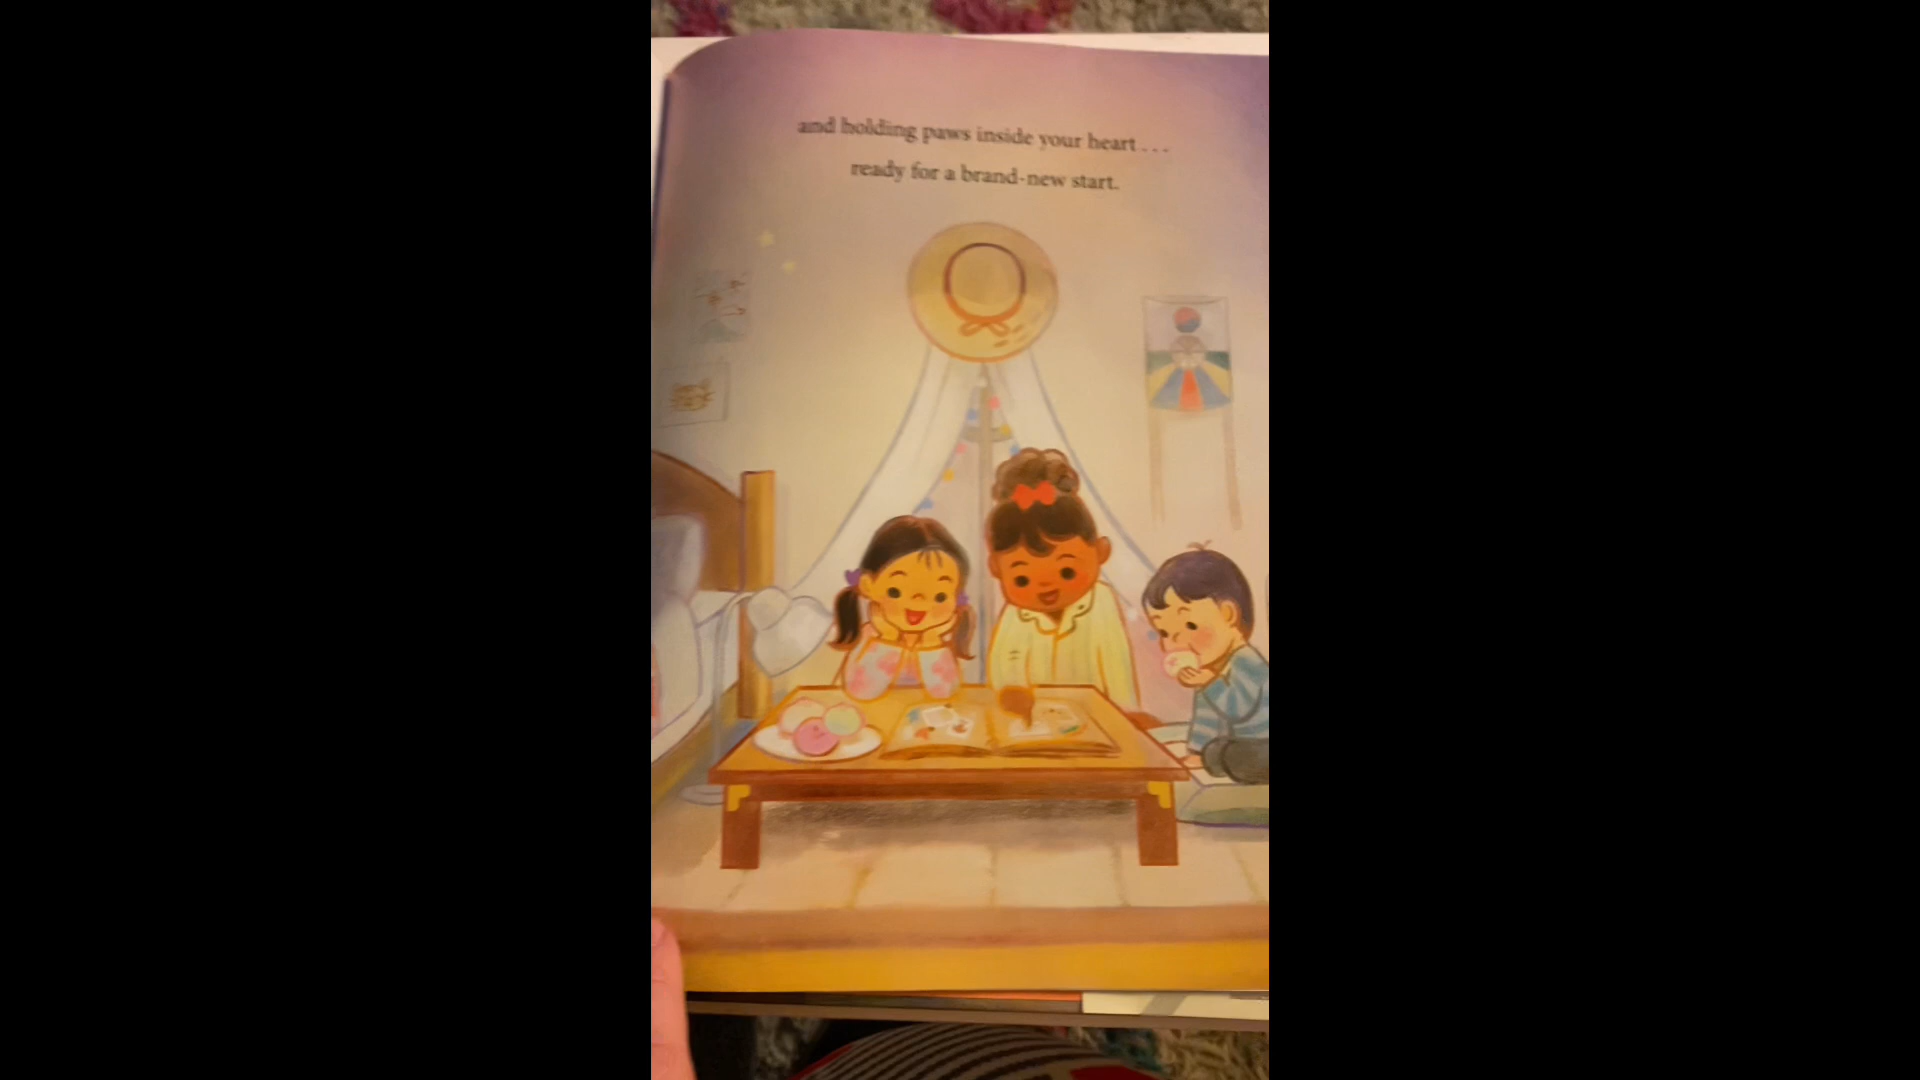 and holding paws inside your heart . . .
ready for a brand-new start.